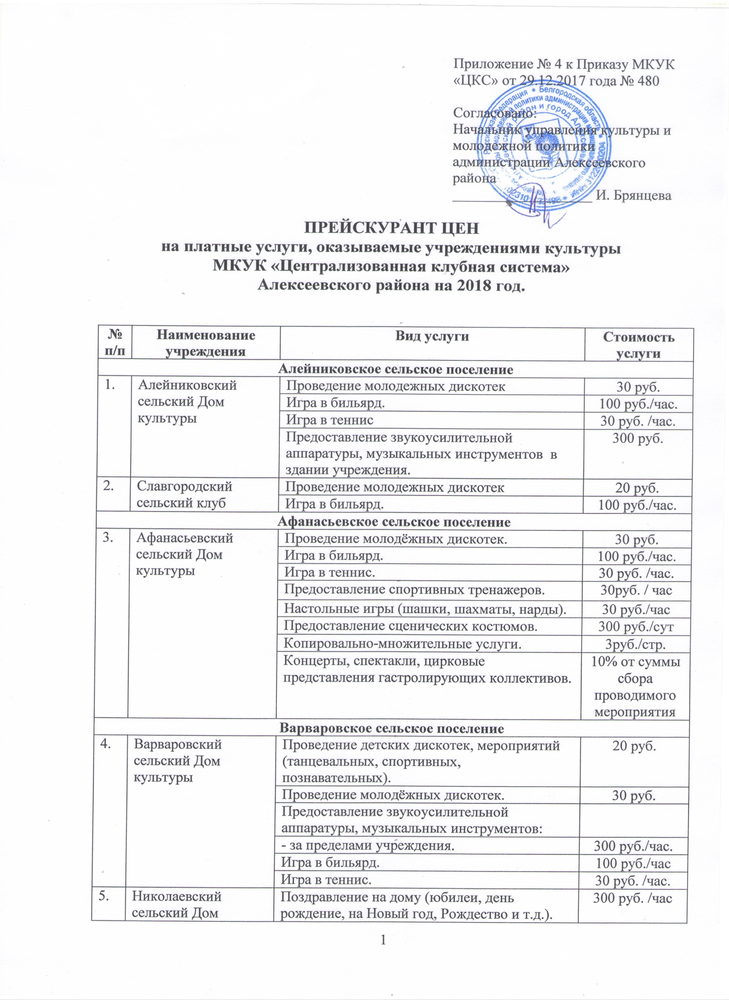 Приложение № 4 к Приказу МКУК
«ЦКС» от 29.12.2017 года № 480
Согласовано:
Начальник управления культуры и
молодежной политики
администрации Алексеевского
района
И. Брянцева
Российская Федерация * Белгородская область *
ПРЕЙСКУРАНТ ЦЕН
на платные услуги, оказываемые учреждениями культуры
МКУК «Централизованная клубная система»
Алексеевского района на 2018 год.
№ Наименование Вид услуги Стоимость
п/п учреждения услуги
Алейниковское сельское поселение
1. Алейниковский Проведение молодежных дискотек 30 руб.
сельский Дом Игра в бильярд. 100 руб./час.
культуры Игра в теннис 30 руб. /час.
Предоставление звукоусилительной 300 руб.
аппаратуры, музыкальных инструментов в
здании учреждения.
2. Славгородский Проведение молодежных дискотек 20 руб.
сельский клуб Игра в бильярд. 100 руб./час.
Афанасьевское сельское поселение
3. Афанасьевский Проведение молодёжных дискотек. 30 руб.
сельский Дом Игра в бильярд. 100 руб./час.
культуры Игра в теннис. 30 руб. /час.
Предоставление спортивных тренажеров. 30руб. / час
Настольные игры (шашки, шахматы, нарды). 30 руб./час
Предоставление сценических костюмов. 300 руб./сут
Копировально-множительные услуги. 3руб./стр.
Концерты, спектакли, цирковые 10% от суммы
представления гастролирующих коллективов. сбора
проводимого
мероприятия
Варваровское сельское поселение
4. Варваровский Проведение детских дискотек, мероприятий 20 руб.
сельский Дом (танцевальных, спортивных,
культуры познавательных).
Проведение молодёжных дискотек. 30 руб.
Предоставление звукоусилительной
аппаратуры, музыкальных инструментов:
- за пределами учреждения. 300 руб./час.
Игра в бильярд. 100 руб./час
Игра в теннис. 30 руб. /час.
5. Николаевский Поздравление на дому (юбилеи, день 300 руб. /час
сельский Дом рождение, на Новый год, Рождество и т.д.).
1